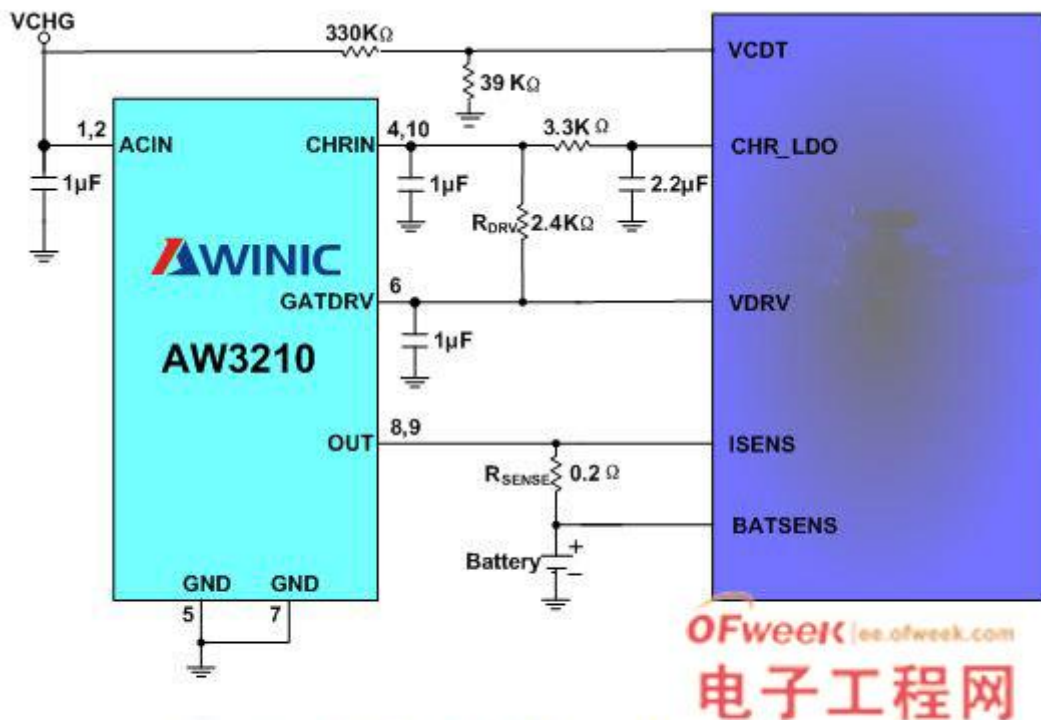 VCHG
330KΩ
VCDT
39 KΩ
1,2
ACIN
4,10
CHRIN
3.3K Ω
CHR_LDO
1µF
1µF
2.2µF
RDRV
2.4KΩ
AWINIC
6
GATDRV
VDRV
1µF
AW3210
8,9
OUT
ISENS
RSENSE
0.2 Ω
BATSENS
Battery
+
−
GND
GND
5
7
OFweek
ee.ofweek.com
电子工程网